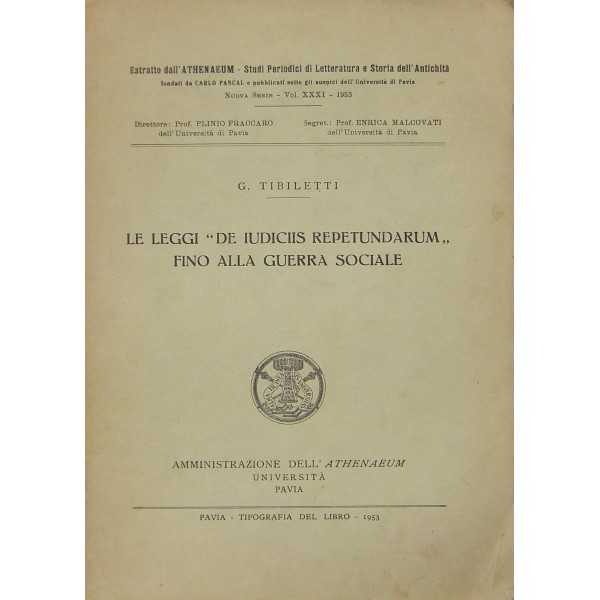 Estratto dall'ATHENAEUM - Studi Periodici di Letteratura e Storia dell'Antichità
fondati da CARLO PASCAL e pubblicati sotto gli auspici dell'Università di Pavia
NUOVA SERIE - VOL. XXXI - 1953
Direttore: Prof. PLINIO FRACCARO
dell'Università di Pavia
Segret.: Prof. ENRICA MALCOVATI
dell'Università di Pavia
G. TIBILETTI
LE LEGGI "DE IUDICIIS REPETUNDARUM„
FINO ALLA GUERRA SOCIALE
AMMINISTRAZIONE DELL'ATHENAEUM
UNIVERSITÀ
PAVIA
PAVIA - TIPOGRAFIA DEL LIBRO - 1953